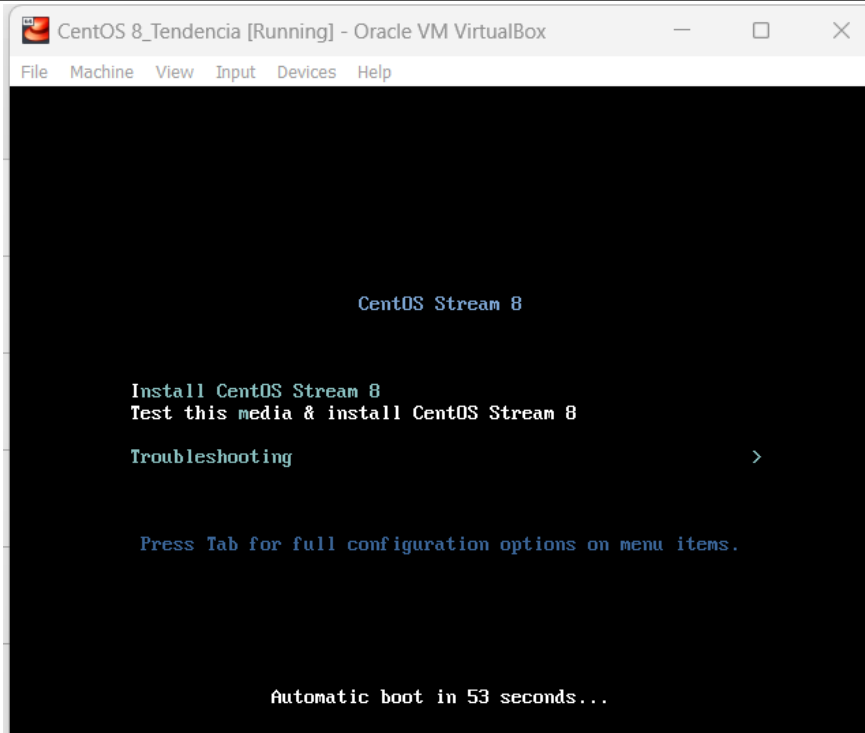 CentOS 8_Tendencia [Running] - Oracle VM VirtualBox
File Machine View Input Devices Help
CentOS Stream 8
Install CentOS Stream 8
Test this media & install CentOS Stream 8
Troubleshooting >
Press Tab for full configuration options on menu items.
Automatic boot in 53 seconds...